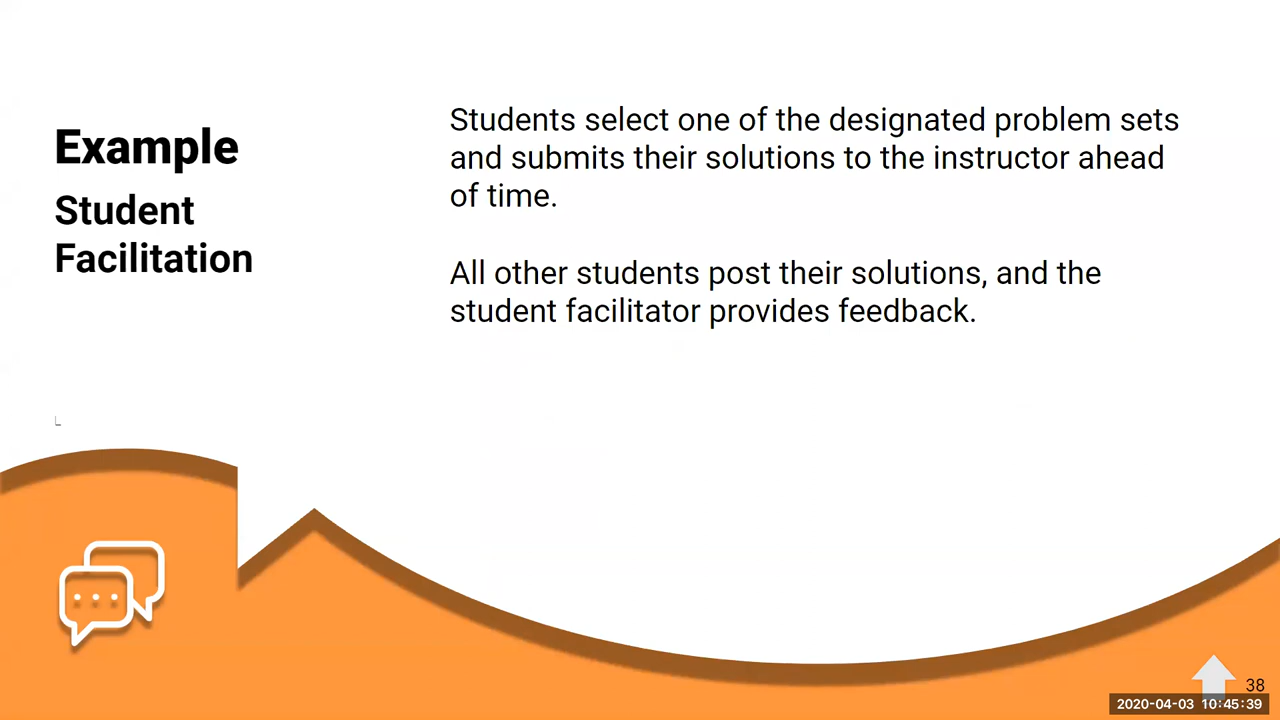 Example
Student
Facilitation
Students select one of the designated problem sets
and submits their solutions to the instructor ahead
of time.
All other students post their solutions, and the
student facilitator provides feedback.
38
2020-04-03 10:45:39